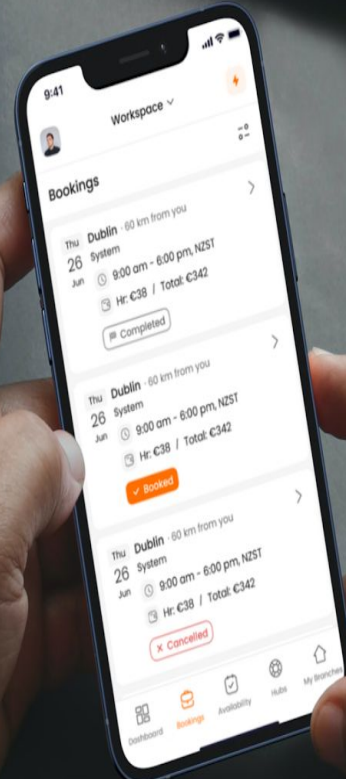 9:41
Workspace
Bookings
Thu 26 Jun
Dublin · 60 km from you
System
9:00 am - 6:00 pm, NZST
Hr: €38 / Total: €342
Completed
Thu 26 Jun
Dublin · 60 km from you
System
9:00 am - 6:00 pm, NZST
Hr: €38 / Total: €342
Booked
Thu 26 Jun
Dublin · 60 km from you
System
9:00 am - 6:00 pm, NZST
Hr: €38 / Total: €342
Cancelled
Dashboard
Bookings
Availability
Hubs
My Branches